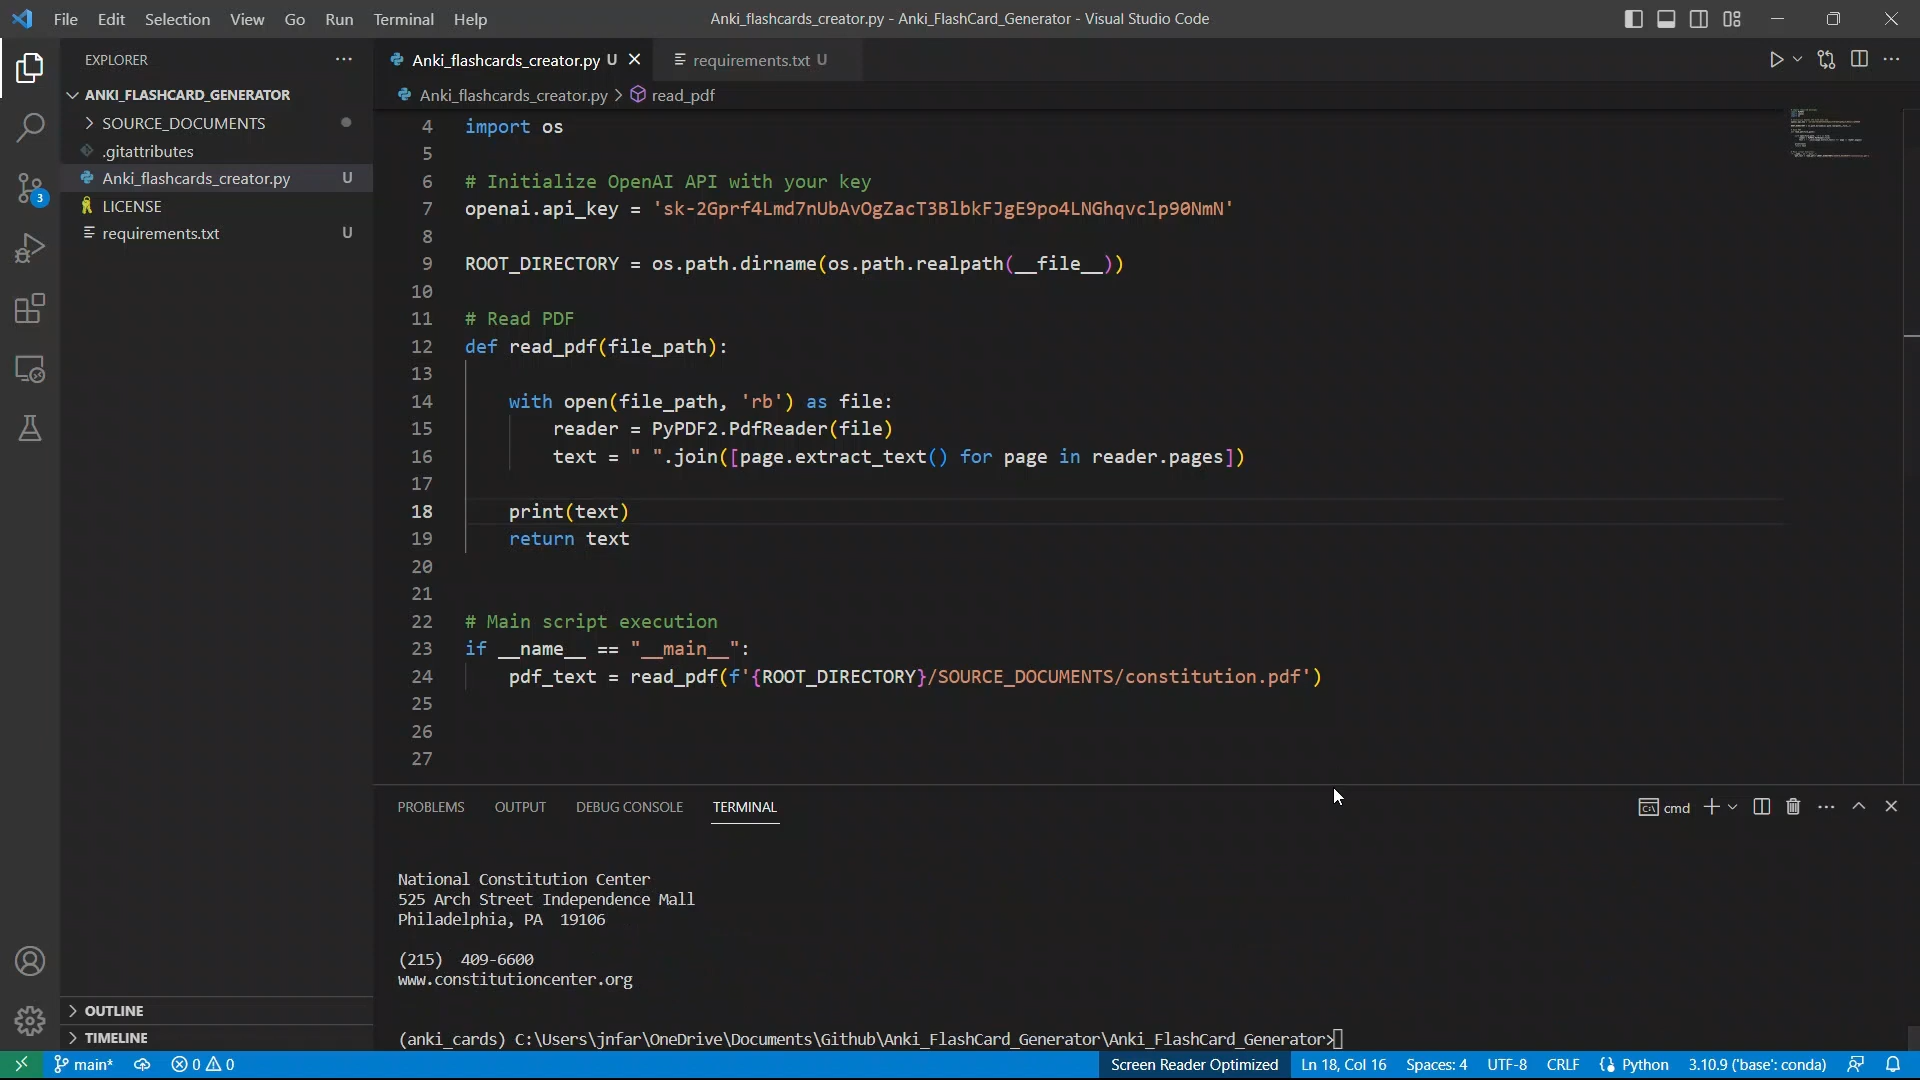 File Edit Selection View Go Run Terminal Help
Anki_flashcards_creator.py - Anki_FlashCard_Generator - Visual Studio Code
EXPLORER
ANKI_FLASHCARD_GENERATOR
SOURCE_DOCUMENTS
.gitattributes
Anki_flashcards_creator.py U
LICENSE
requirements.txt U
3
OUTLINE
TIMELINE
Anki_flashcards_creator.py U
requirements.txt U
Anki_flashcards_creator.py > read_pdf
4 import os
5
6 # Initialize OpenAI API with your key
7 openai.api_key = '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'
8
9 ROOT_DIRECTORY = os.path.dirname(os.path.realpath(__file__))
10
11 # Read PDF
12 def read_pdf(file_path):
13
14 with open(file_path, 'rb') as file:
15 reader = PyPDF2.PdfReader(file)
16 text = " ".join([page.extract_text() for page in reader.pages])
17
18 print(text)
19 return text
20
21
22 # Main script execution
23 if __name__ == "__main__":
24 pdf_text = read_pdf(f'{ROOT_DIRECTORY}/SOURCE_DOCUMENTS/constitution.pdf')
25
26
27
PROBLEMS OUTPUT DEBUG CONSOLE TERMINAL
cmd
National Constitution Center
525 Arch Street Independence Mall
Philadelphia, PA 19106
(215) 409-6600
www.constitutioncenter.org
(anki_cards) C:\Users\jnfar\OneDrive\Documents\Github\Anki_FlashCard_Generator\Anki_FlashCard_Generator>
main* 0 0
Screen Reader Optimized Ln 18, Col 16 Spaces: 4 UTF-8 CRLF Python 3.10.9 ('base': conda)